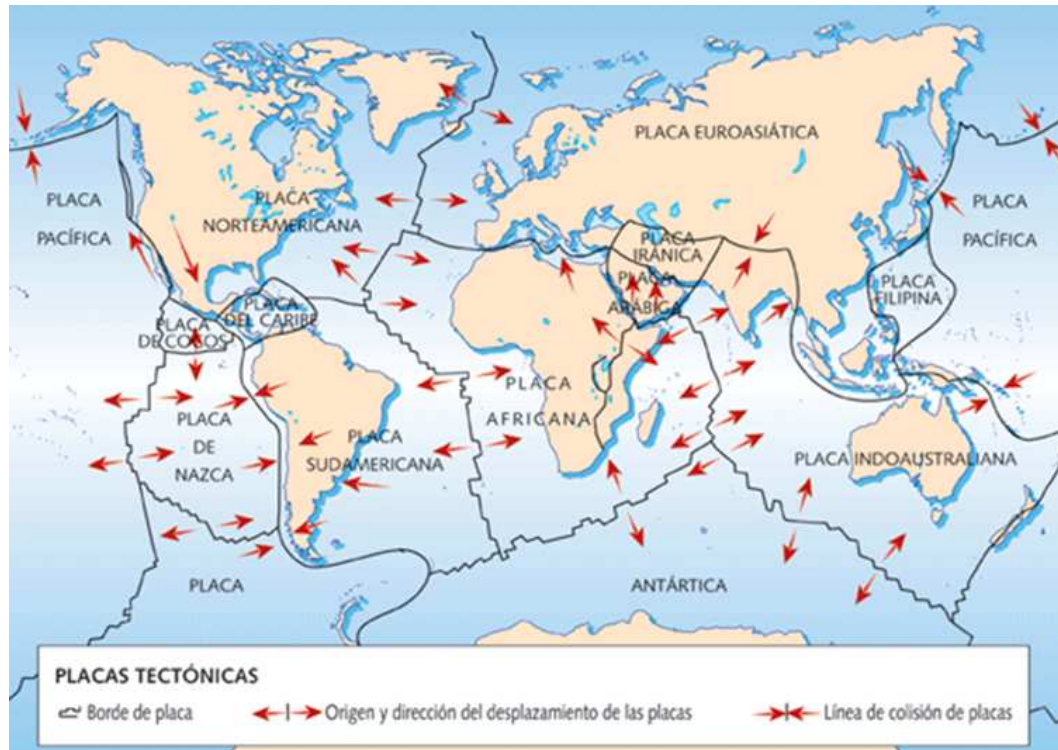 PLACA EUROASIÁTICA
PLACA
NORTEAMERICANA
PLACA
PACÍFICA
PLACA
PACÍFICA
PLACA
IRÁNICA
PLACA
ARÁBICA
PLACA
FILIPINA
PLACA
DEL CARIBE
PLACA
DE COCOS
PLACA
AFRICANA
PLACA
DE
NAZCA
PLACA
SUDAMERICANA
PLACA INDOAUSTRALIANA
PLACA
ANTÁRTICA
PLACAS TECTÓNICAS
Borde de placa
Origen y dirección del desplazamiento de las placas
Línea de colisión de placas